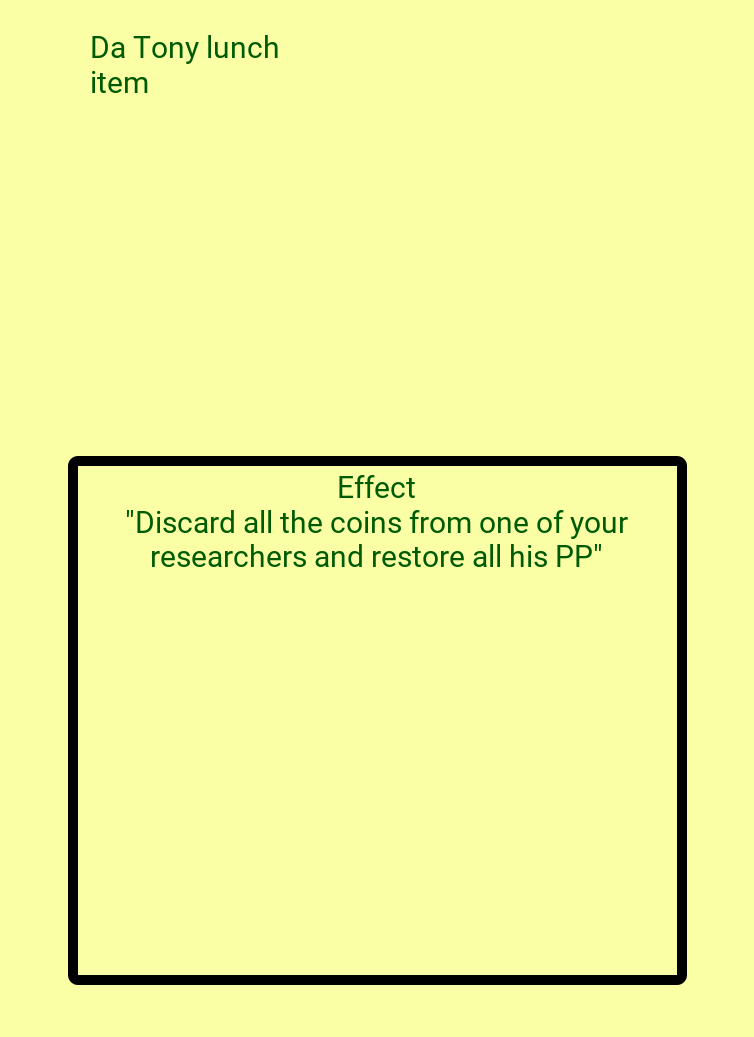 Da Tony lunch
item
Effect
"Discard all the coins from one of your
researchers and restore all his PP"